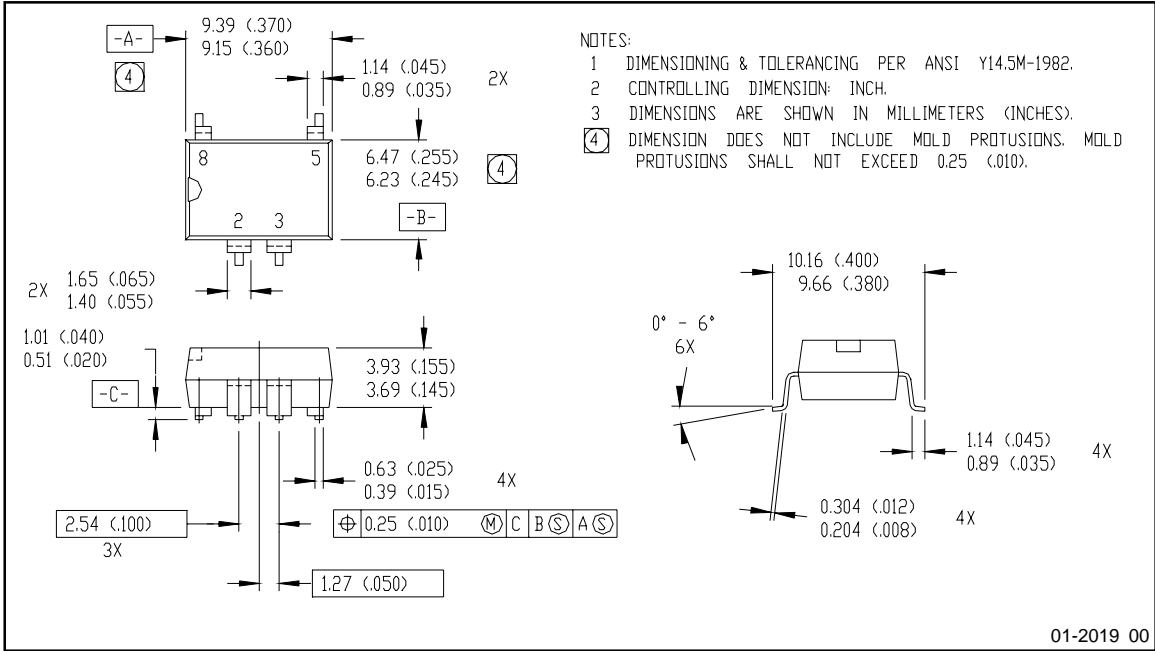 -A-
9.39 (.370)
9.15 (.360)
4
1.14 (.045)
0.89 (.035)
2X
8
5
6.47 (.255)
6.23 (.245)
4
2
3
-B-
2X
1.65 (.065)
1.40 (.055)
1.01 (.040)
0.51 (.020)
-C-
3.93 (.155)
3.69 (.145)
0.63 (.025)
0.39 (.015)
4X
2.54 (.100)
3X
⌖ 0.25 (.010) Ⓜ C B Ⓢ A Ⓢ
1.27 (.050)
NOTES:
1 DIMENSIONING & TOLERANCING PER ANSI Y14.5M-1982.
2 CONTROLLING DIMENSION: INCH.
3 DIMENSIONS ARE SHOWN IN MILLIMETERS (INCHES).
4 DIMENSION DOES NOT INCLUDE MOLD PROTUSIONS. MOLD
PROTUSIONS SHALL NOT EXCEED 0.25 (.010).
10.16 (.400)
9.66 (.380)
0° - 6°
6X
1.14 (.045)
0.89 (.035)
4X
0.304 (.012)
0.204 (.008)
4X
01-2019 00